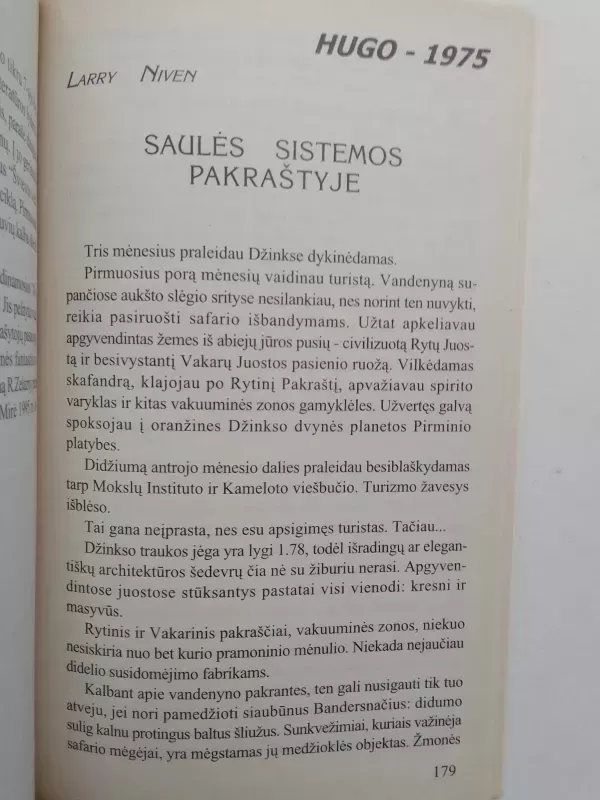 HUGO - 1975
LARRY NIVEN
SAULĖS SISTEMOS
PAKRAŠTYJE
Tris mėnesius praleidau Džinkse dykinėdamas.
Pirmuosius porą mėnesių vaidinau turistą. Vandenyną su-
pančiose aukšto slėgio srityse nesilankiau, nes norint ten nuvykti,
reikia pasiruošti safario išbandymams. Užtat apkeliavau
apgyvendintas žemes iš abiejų jūros pusių - civilizuotą Rytų Juos-
tą ir besivystantį Vakarų Juostos pasienio ruožą. Vilkėdamas
skafandrą, klajojau po Rytinį Pakraštį, apvažiavau spirito
varyklas ir kitas vakuuminės zonos gamyklėles. Užvertęs galvą
spoksojau į oranžines Džinkso dvynės planetos Pirminio
platybes.
Didžiumą antrojo mėnesio dalies praleidau besiblaškydamas
tarp Mokslų Instituto ir Kameloto viešbučio. Turizmo žavesys
išblėso.
Tai gana neįprasta, nes esu apsigimęs turistas. Tačiau...
Džinkso traukos jėga yra lygi 1.78, todėl išradingų ar elegan-
tiškų architektūros šedevrų čia nė su žiburiu nerasi. Apgyven-
dintose juostose stūksantys pastatai visi vienodi: kresni ir
masyvūs.
Rytinis ir Vakarinis pakraščiai, vakuuminės zonos, niekuo
nesiskiria nuo bet kurio pramoninio mėnulio. Niekada nejaučiau
didelio susidomėjimo fabrikams.
Kalbant apie vandenyno pakrantes, ten gali nusigauti tik tuo
atveju, jei nori pamedžioti siaubūnus Bandersnačius: didumo
sulig kalnu protingus baltus šliužus. Sunkvežimiai, kuriais važinėja
safario mėgėjai, yra mėgstamas jų medžioklės objektas. Žmonės
179